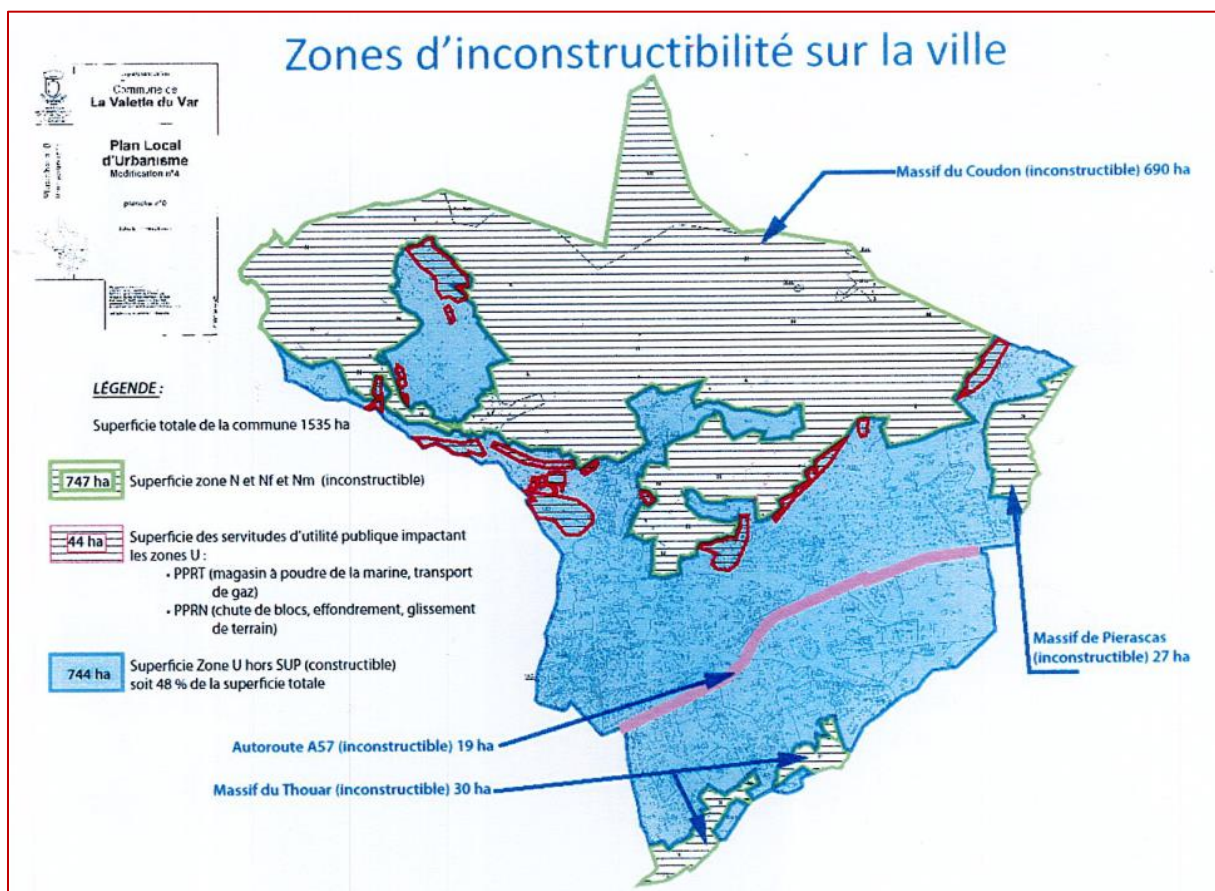 Zones d'inconstructibilité sur la ville
Commune de
La Valette du Var
Plan Local
d'Urbanisme
Modification n°4
planche n°0
Massif du Coudon (inconstructible) 690 ha
LÉGENDE :
Superficie totale de la commune 1535 ha
747 ha
Superficie zone N et Nf et Nm (inconstructible)
44 ha
Superficie des servitudes d'utilité publique impactant
les zones U :
• PPRT (magasin à poudre de la marine, transport
de gaz)
• PPRN (chute de blocs, effondrement, glissement
de terrain)
744 ha
Superficie Zone U hors SUP (constructible)
soit 48 % de la superficie totale
Massif de Pierascas
(inconstructible) 27 ha
Autoroute A57 (inconstructible) 19 ha
Massif du Thouar (inconstructible) 30 ha